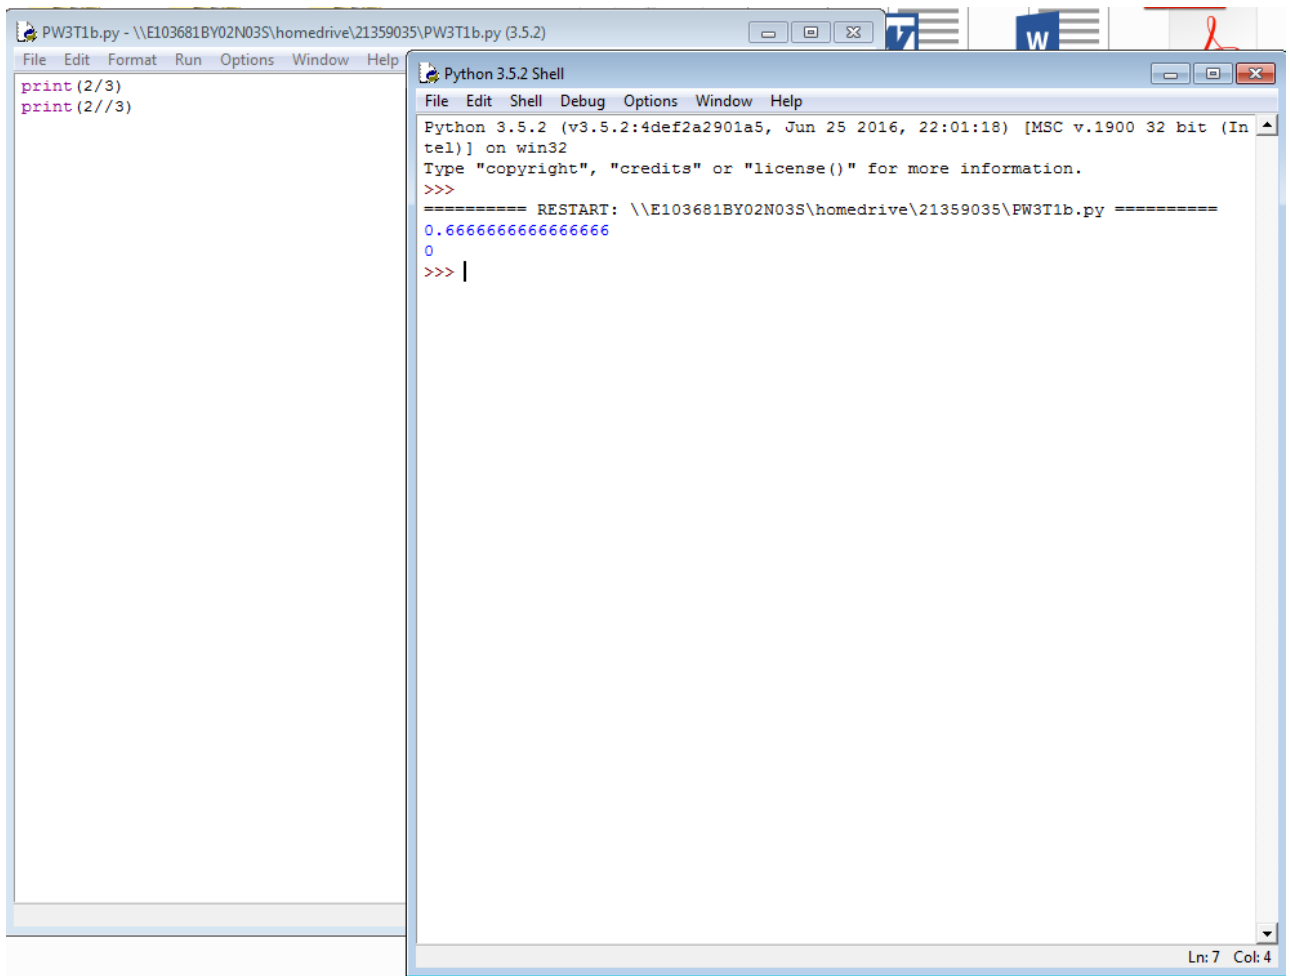 PW3T1b.py - \\E103681BY02N03S\homedrive\21359035\PW3T1b.py (3.5.2)
File Edit Format Run Options Window Help
print(2/3)
print(2//3)
W
Python 3.5.2 Shell
File Edit Shell Debug Options Window Help
Python 3.5.2 (v3.5.2:4def2a2901a5, Jun 25 2016, 22:01:18) [MSC v.1900 32 bit (In
tel)] on win32
Type "copyright", "credits" or "license()" for more information.
>>>
========== RESTART: \\E103681BY02N03S\homedrive\21359035\PW3T1b.py ==========
0.6666666666666666
0
>>>
Ln: 7 Col: 4